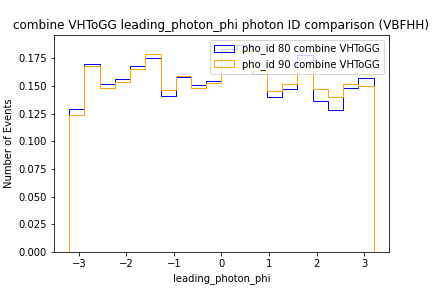 combine VHToGG leading_photon_phi photon ID comparison (VBFHH)
pho_id 80 combine VHToGG
pho_id 90 combine VHToGG
Number of Events
0.175
0.150
0.125
0.100
0.075
0.050
0.025
0.000
−3 −2 −1 0 1 2 3
leading_photon_phi